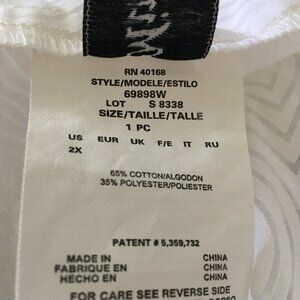 RN 40168
STYLE/MODELE/ESTILO
69898W
LOT S 8338
SIZE/TAILLE/TALLE
1 PC
US EUR UK F/E IT RU
2X
65% COTTON/ALGODON
35% POLYESTER/POLIESTER
PATENT # 5,359,732
MADE IN CHINA
FABRIQUE EN CHINA
HECHO EN CHINA
FOR CARE SEE REVERSE SIDE